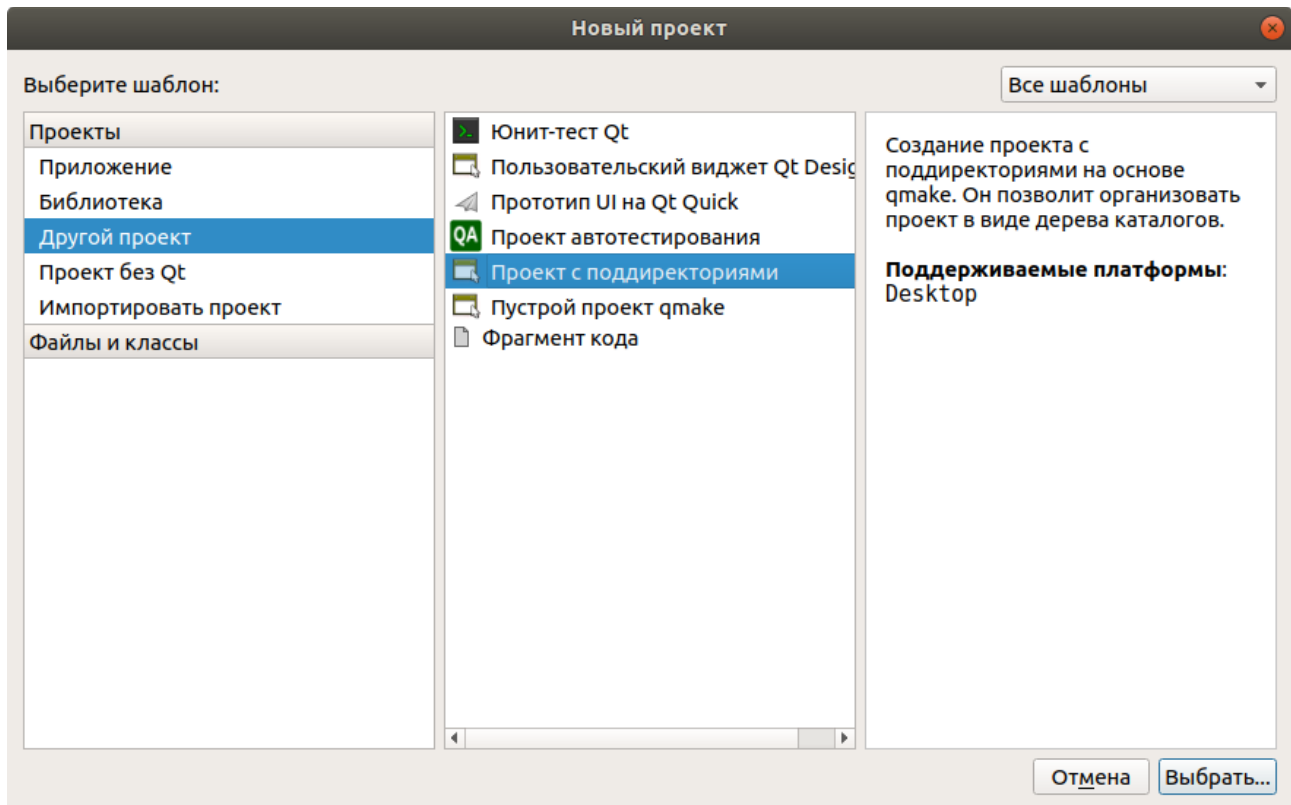 Новый проект
Выберите шаблон:
Все шаблоны
Проекты
Приложение
Библиотека
Другой проект
Проект без Qt
Импортировать проект
Файлы и классы
Юнит-тест Qt
Пользовательский виджет Qt Desig
Прототип UI на Qt Quick
QA Проект автотестирования
Проект с поддиректориями
Пустрой проект qmake
Фрагмент кода
Создание проекта с
поддиректориями на основе
qmake. Он позволит организовать
проект в виде дерева каталогов.
Поддерживаемые платформы:
Desktop
Отмена
Выбрать...